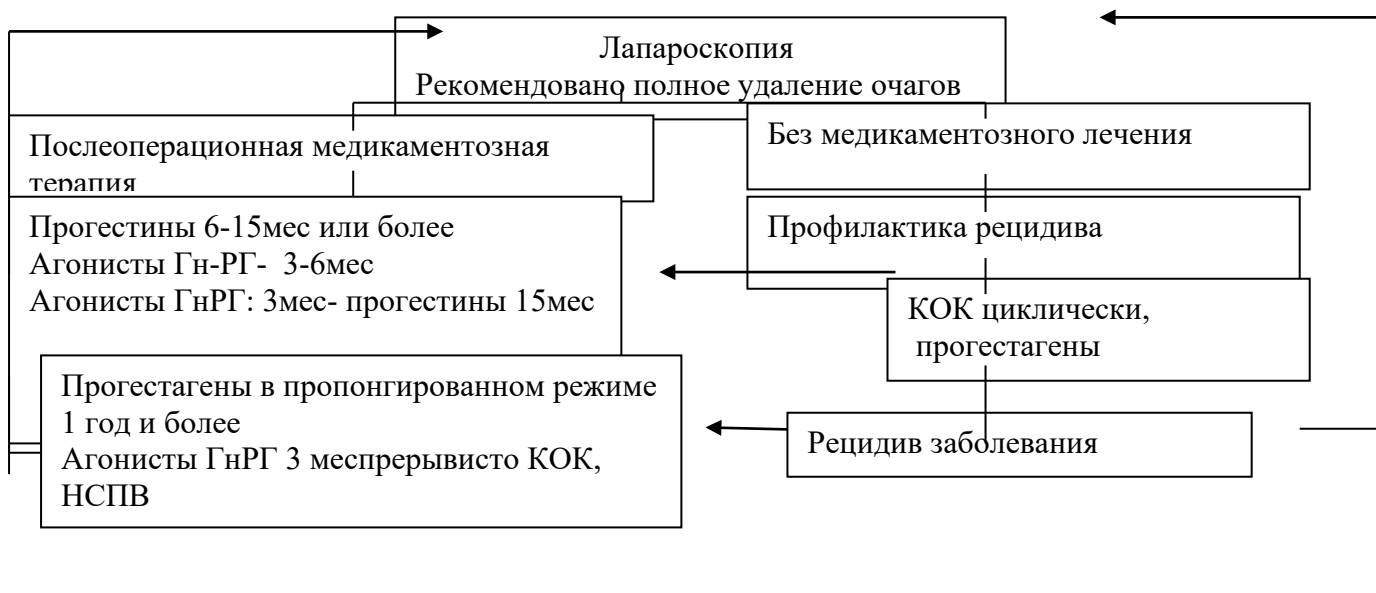 Лапароскопия
Рекомендовано полное удаление очагов
Послеоперационная медикаментозная
терапия
Без медикаментозного лечения
Прогестины 6-15мес или более
Агонисты Гн-РГ-  3-6мес
Агонисты ГнРГ: 3мес- прогестины 15мес
Профилактика рецидива
КОК циклически,
прогестагены
Прогестагены в пропонгированном режиме
1 год и более
Агонисты ГнРГ 3 меспрерывисто КОК,
НСПВ
Рецидив заболевания